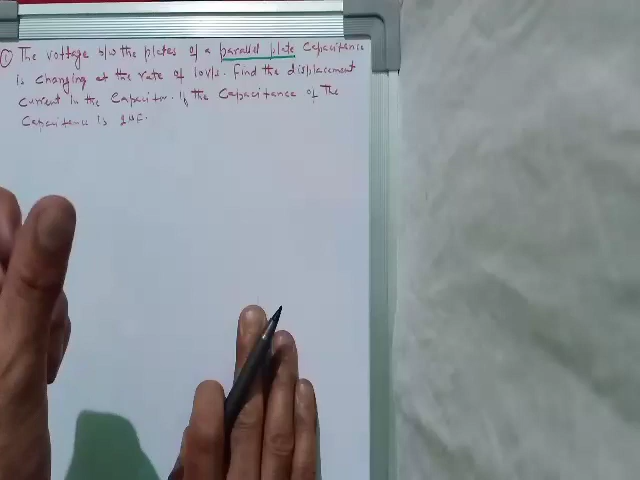 ① The voltage b/w the plates of a parallel plate Capacitance
is changing at the rate of 10V/s. Find the displacement
current in the Capacitor. If the Capacitance of The
Capacitance is 2μF.